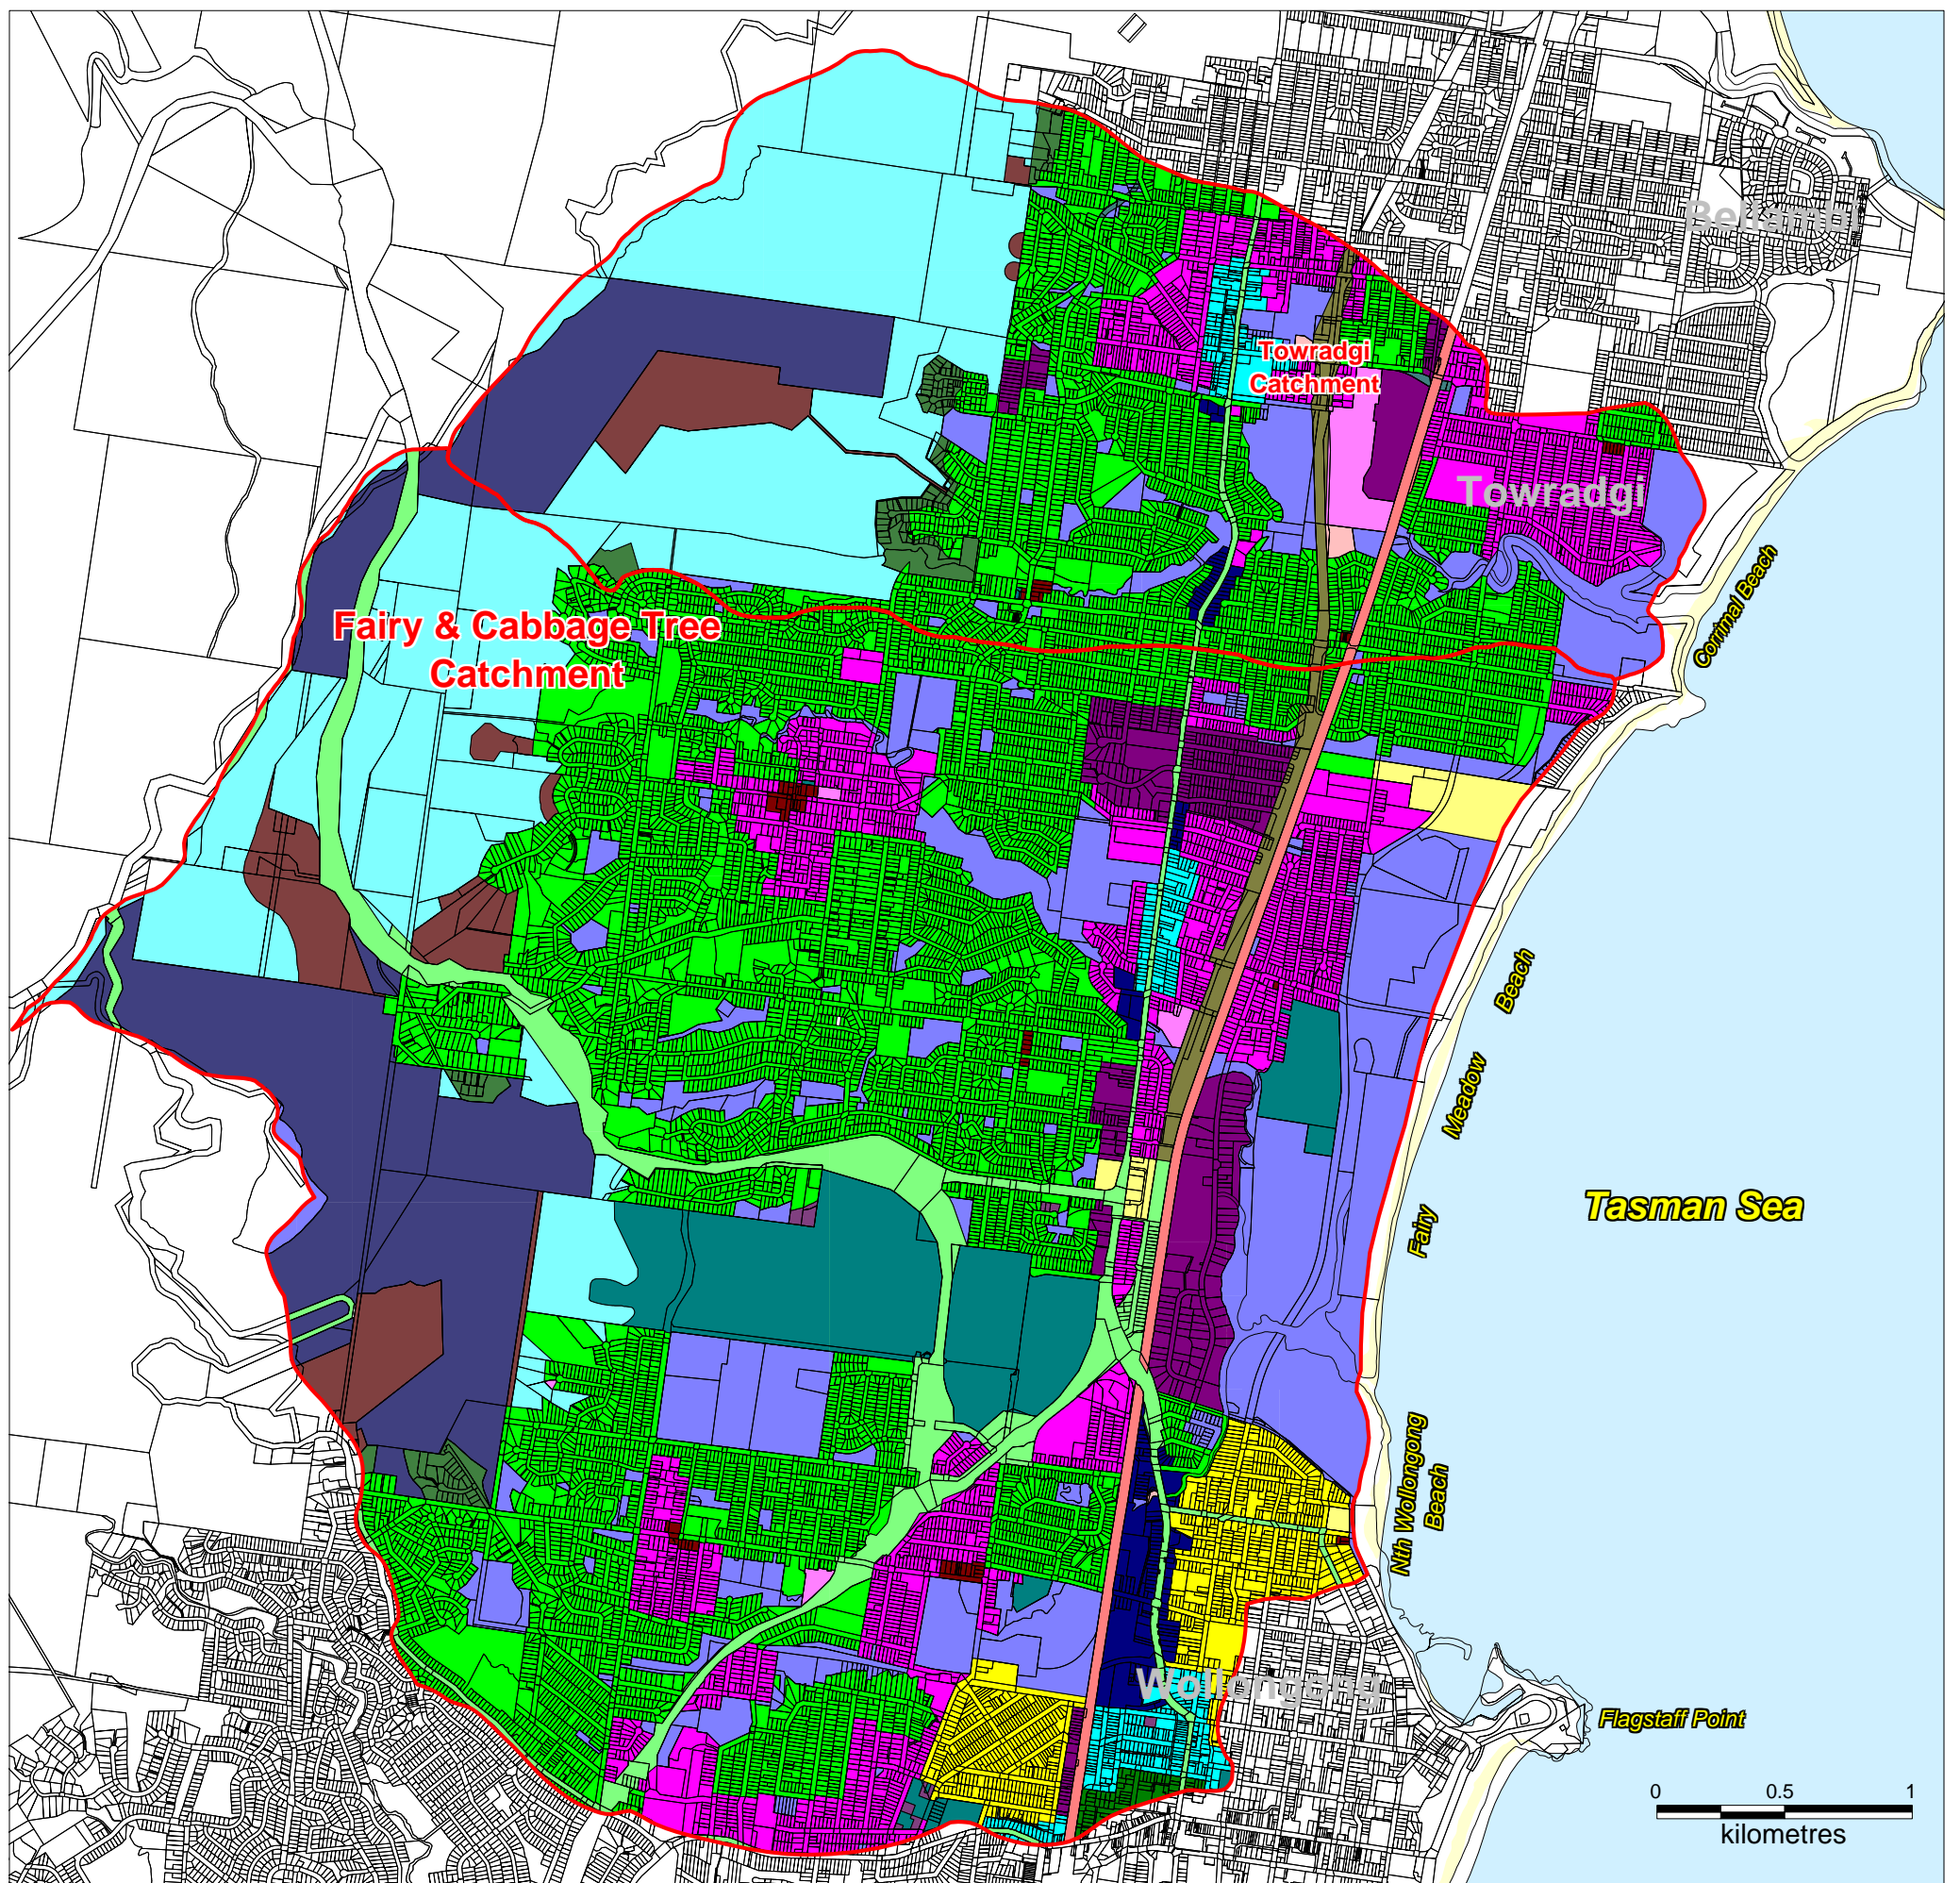 Bellambi
Towradgi
Catchment
Towradgi
Corrimal Beach
Fairy & Cabbage Tree
Catchment
Beach
Meadow
Fairy
Tasman Sea
Nth Wollongong
Beach
Wollongong
Flagstaff Point
0 0.5 1
kilometres